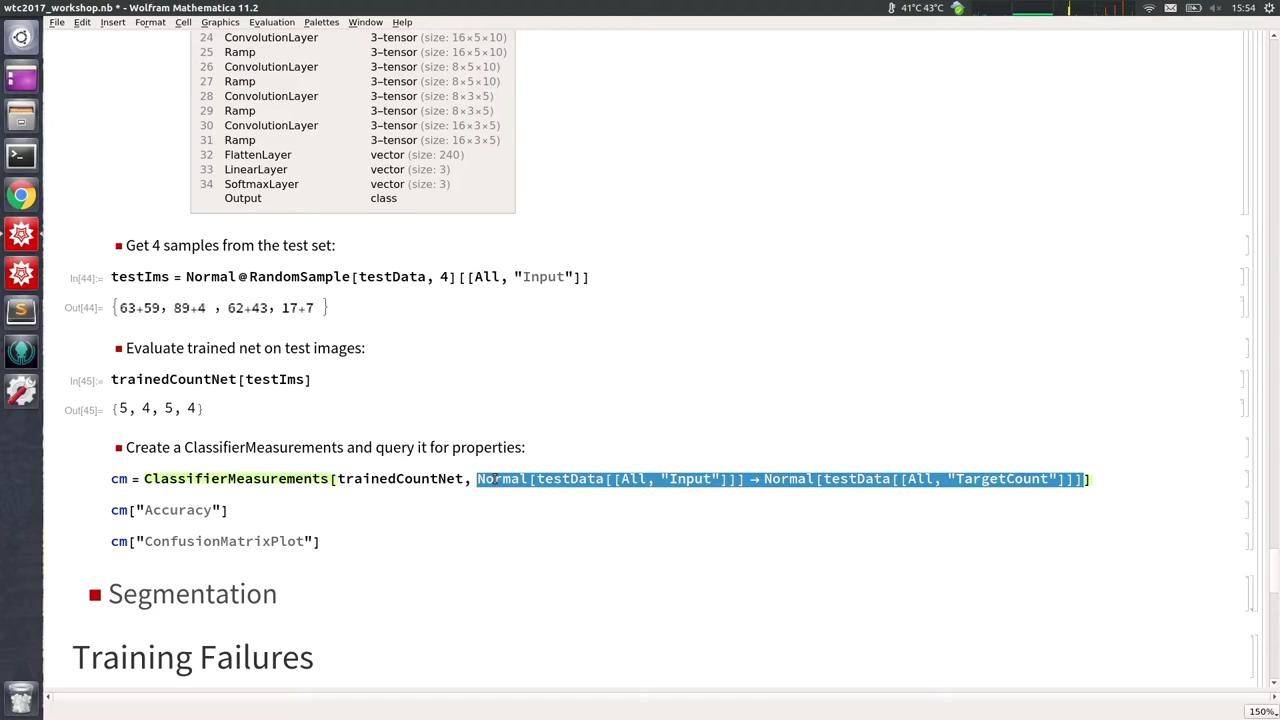 wtc2017_workshop.nb * - Wolfram Mathematica 11.2
41°C 43°C
15:54
File Edit Insert Format Cell Graphics Evaluation Palettes Window Help
24 ConvolutionLayer 3-tensor (size: 16×5×10)
25 Ramp 3-tensor (size: 16×5×10)
26 ConvolutionLayer 3-tensor (size: 8×5×10)
27 Ramp 3-tensor (size: 8×5×10)
28 ConvolutionLayer 3-tensor (size: 8×3×5)
29 Ramp 3-tensor (size: 8×3×5)
30 ConvolutionLayer 3-tensor (size: 16×3×5)
31 Ramp 3-tensor (size: 16×3×5)
32 FlattenLayer vector (size: 240)
33 LinearLayer vector (size: 3)
34 SoftmaxLayer vector (size: 3)
Output class
Get 4 samples from the test set:
In[44]:= testIms = Normal@RandomSample[testData, 4][[All, "Input"]]
Out[44]= {63+59, 89+4 , 62+43, 17+7 }
Evaluate trained net on test images:
In[45]:= trainedCountNet[testIms]
Out[45]= {5, 4, 5, 4}
Create a ClassifierMeasurements and query it for properties:
cm = ClassifierMeasurements[trainedCountNet, Normal[testData[[All, "Input"]]] → Normal[testData[[All, "TargetCount"]]]]
cm["Accuracy"]
cm["ConfusionMatrixPlot"]
Segmentation
Training Failures
150%